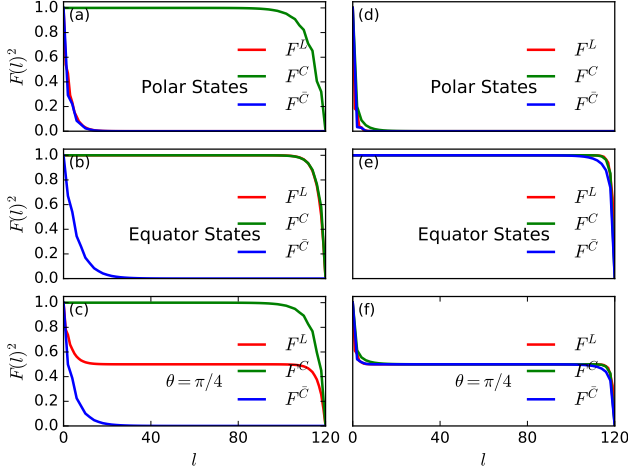 (a)
F(l)²
1.0
0.8
0.6
0.4
0.2
0.0
F^L
F^C
F^C̄
Polar States
(d)
F^L
F^C
F^C̄
Polar States
(b)
F(l)²
1.0
0.8
0.6
0.4
0.2
0.0
F^L
F^C
F^C̄
Equator States
(e)
F^L
F^C
F^C̄
Equator States
(c)
F(l)²
1.0
0.8
0.6
0.4
0.2
0.0
F^L
F^C
F^C̄
θ = π/4
0 40 80 120
l
(f)
F^L
F^C
F^C̄
θ = π/4
0 40 80 120
l